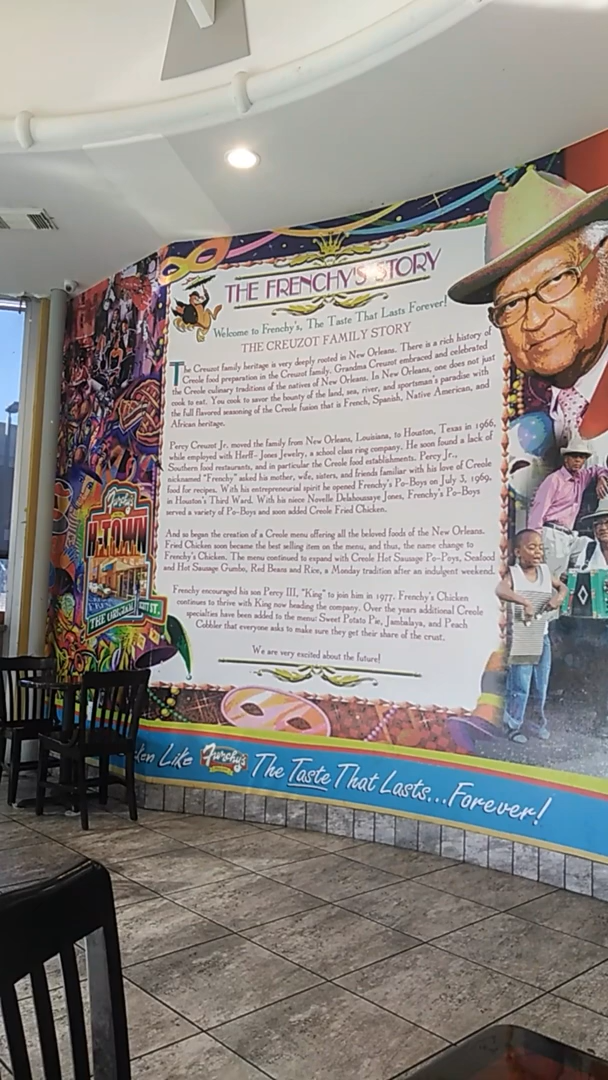 THE FRENCHY'S STORY
Welcome to Frenchy's, The Taste That Lasts Forever!
THE CREUZOT FAMILY STORY
The Creuzot family heritage is very deeply rooted in New Orleans. There is a rich history of
Creole food preparation in the Creuzot family. Grandma Creuzot embraced and celebrated
the Creole culinary traditions of the natives of New Orleans. In New Orleans, one does not just
cook to eat. You cook to savor the bounty of the land, sea, river, and sportsman's paradise with
the full flavored seasoning of the Creole fusion that is French, Spanish, Native American, and
African heritage.
Percy Creuzot Jr. moved the family from New Orleans, Louisiana, to Houston, Texas in 1966,
while employed with Herff-Jones Jewelry, a school class ring company. He soon found a lack of
Southern food restaurants, and in particular the Creole food establishments. Percy Jr.,
nicknamed "Frenchy" asked his mother, wife, sisters, and friends familiar with his love of Creole
food for recipes. With his entrepreneurial spirit he opened Frenchy's Po-Boys on July 3, 1969,
in Houston's Third Ward. With his niece Novelle Delahoussaye Jones, Frenchy's Po-Boys
served a variety of Po-Boys and soon added Creole Fried Chicken.
And so began the creation of a Creole menu offering all the beloved foods of the New Orleans.
Fried Chicken soon became the best selling item on the menu, and thus, the name change to
Frenchy's Chicken. The menu continued to expand with Creole Hot Sausage Po-Boys, Seafood
and Hot Sausage Gumbo, Red Beans and Rice, a Monday tradition after an indulgent weekend.
Frenchy encouraged his son Percy III, "King" to join him in 1977. Frenchy's Chicken
continues to thrive with King now heading the company. Over the years additional Creole
specialties have been added to the menu: Sweet Potato Pie, Jambalaya, and Peach
Cobbler that everyone asks to make sure they get their share of the crust.
We are very excited about the future!
Frenchy's
H-TOWN
THE ORIGINAL
ken Like Frenchy's The Taste That Lasts...Forever!